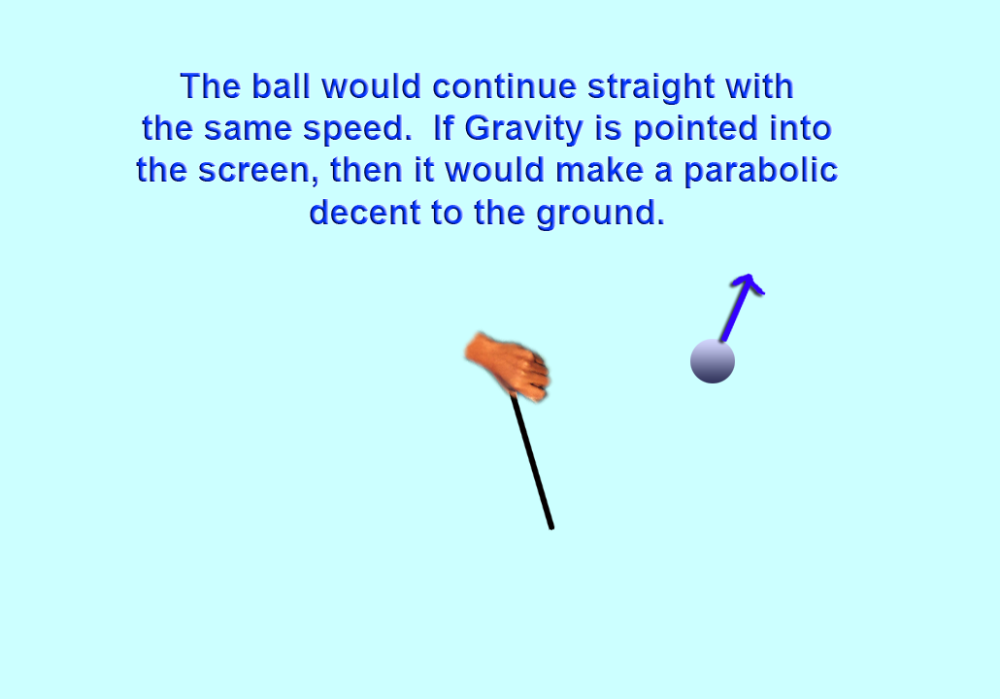 The ball would continue straight with
the same speed.  If Gravity is pointed into
the screen, then it would make a parabolic
decent to the ground.